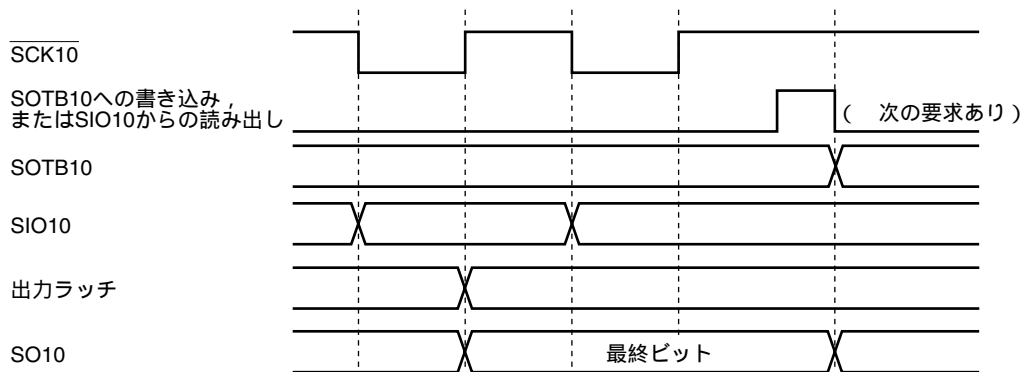 SCK10
SOTB10への書き込み，
またはSIO10からの読み出し
(　次の要求あり)
SOTB10
SIO10
出力ラッチ
SO10
最終ビット